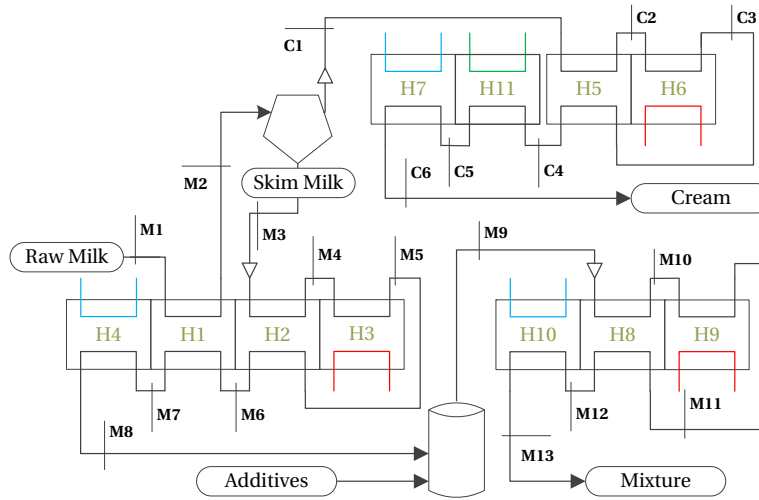 C1
C2
C3
H7
H11
H5
H6
M2
Skim Milk
C6
C5
C4
Cream
M3
M1
M4
M5
M9
M10
Raw Milk
H4
H1
H2
H3
H10
H8
H9
M7
M6
M8
M12
M11
M13
Additives
Mixture